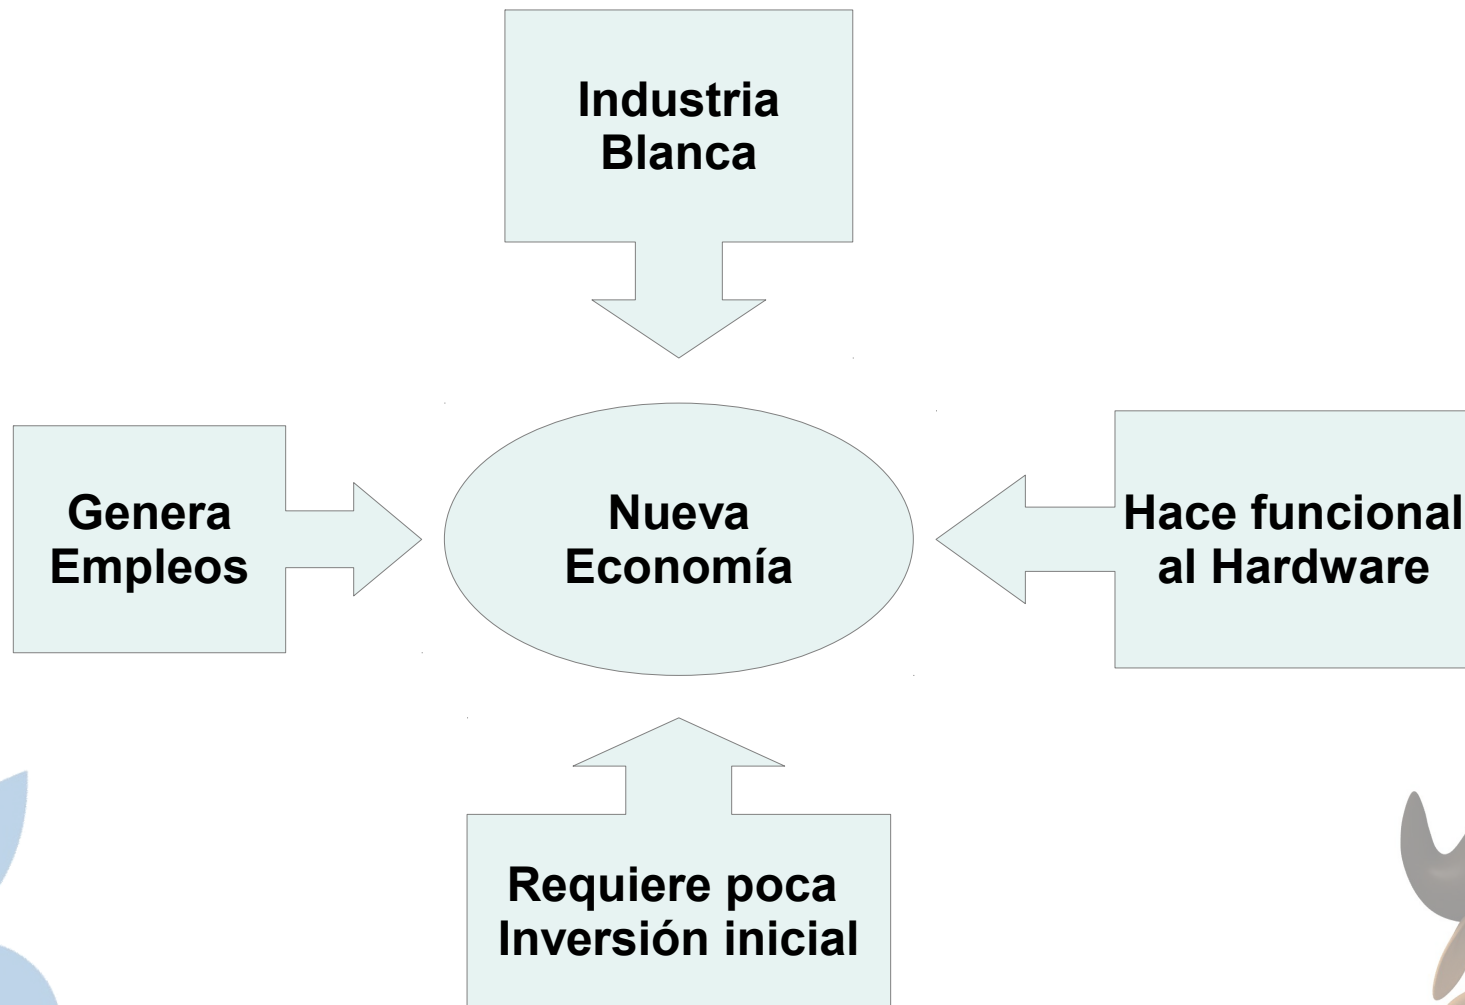 Industria
Blanca
Genera
Empleos
Nueva
Economía
Hace funcional
al Hardware
Requiere poca
Inversión inicial